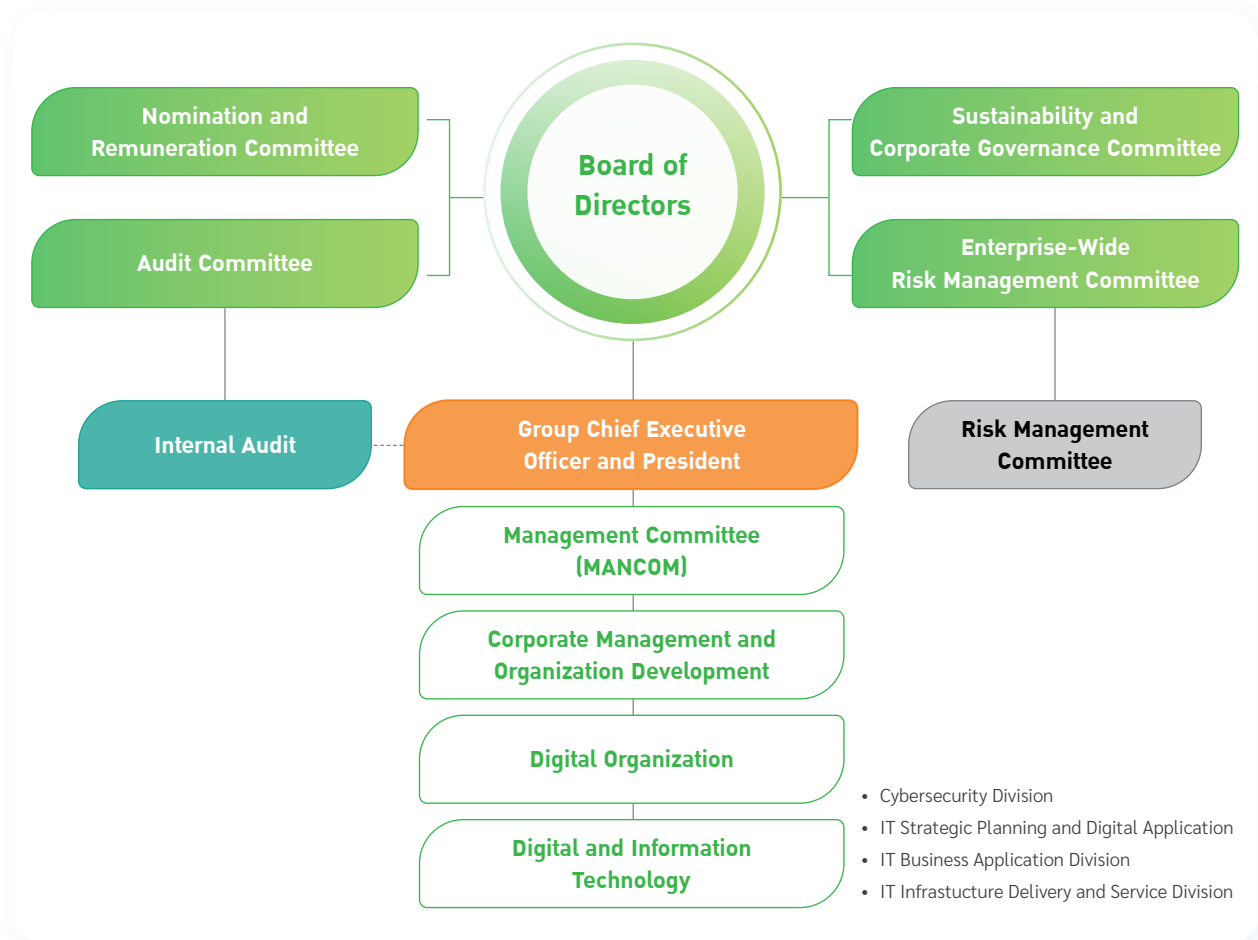 Nomination and
Remuneration Committee
Audit Committee
Board of
Directors
Sustainability and
Corporate Governance Committee
Enterprise-Wide
Risk Management Committee
Internal Audit
Group Chief Executive
Officer and President
Risk Management
Committee
Management Committee
(MANCOM)
Corporate Management and
Organization Development
Digital Organization
Digital and Information
Technology
• Cybersecurity Division
• IT Strategic Planning and Digital Application
• IT Business Application Division
• IT Infrastucture Delivery and Service Division